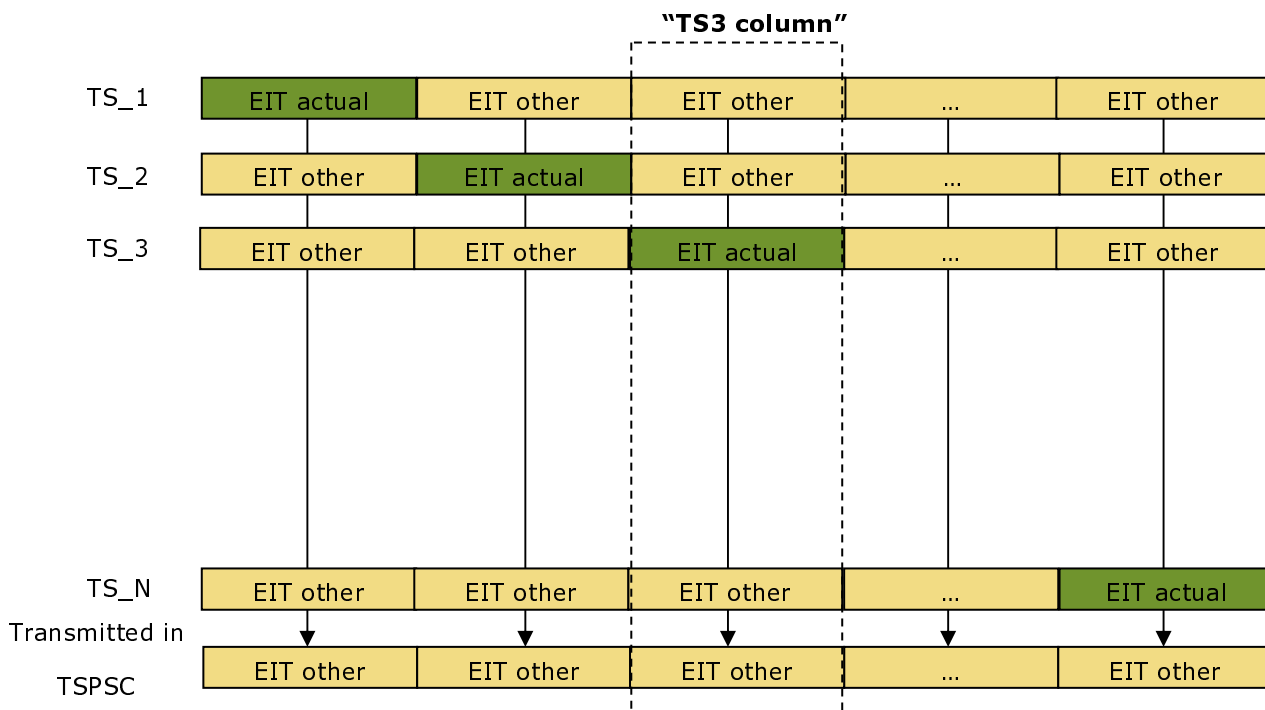 “TS3 column”
TS_1 EIT actual EIT other EIT other ... EIT other
TS_2 EIT other EIT actual EIT other ... EIT other
TS_3 EIT other EIT other EIT actual ... EIT other
TS_N EIT other EIT other EIT other ... EIT actual
Transmitted in
TSPSC EIT other EIT other EIT other ... EIT other